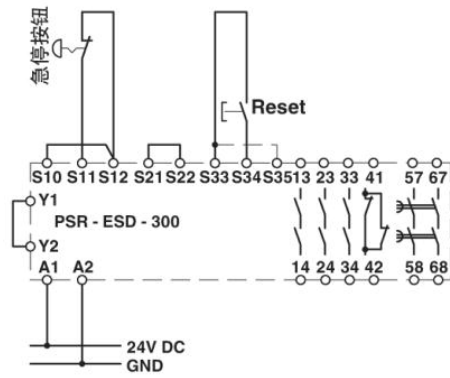 急停按钮
Reset
S10 S11 S12 S21 S22 S33 S34 S35 13 23 33 41 57 67
Y1
PSR - ESD - 300
Y2
A1 A2 14 24 34 42 58 68
24V DC
GND